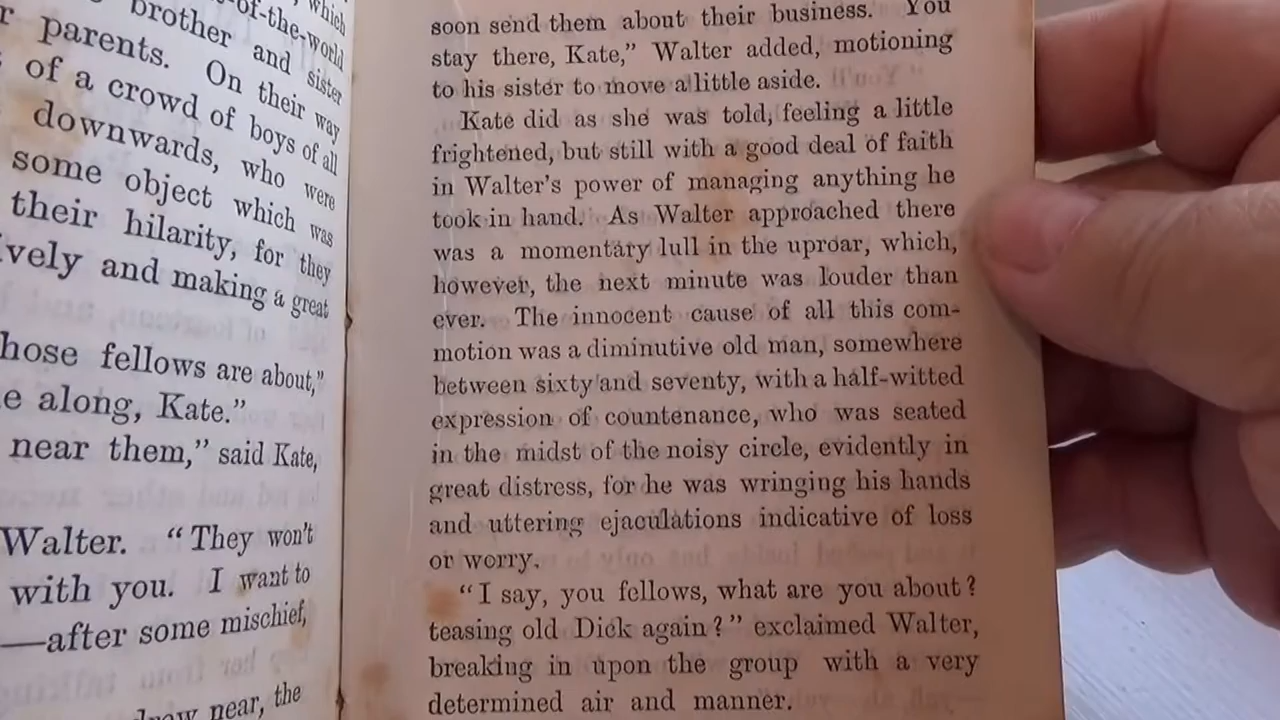 which
-of-the-world
brother and sister
parents. On their way
of a crowd of boys of all
downwards, who were
some object which was
their hilarity, for they
vely and making a great
hose fellows are about,”
e along, Kate.”
near them,” said Kate,
Walter. “They won’t
with you. I want to
—after some mischief,
near, the
soon send them about their business. You
stay there, Kate,” Walter added, motioning
to his sister to move a little aside.
Kate did as she was told, feeling a little
frightened, but still with a good deal of faith
in Walter’s power of managing anything he
took in hand. As Walter approached there
was a momentary lull in the uproar, which,
however, the next minute was louder than
ever. The innocent cause of all this com-
motion was a diminutive old man, somewhere
between sixty and seventy, with a half-witted
expression of countenance, who was seated
in the midst of the noisy circle, evidently in
great distress, for he was wringing his hands
and uttering ejaculations indicative of loss
or worry.
“I say, you fellows, what are you about?
teasing old Dick again?” exclaimed Walter,
breaking in upon the group with a very
determined air and manner.